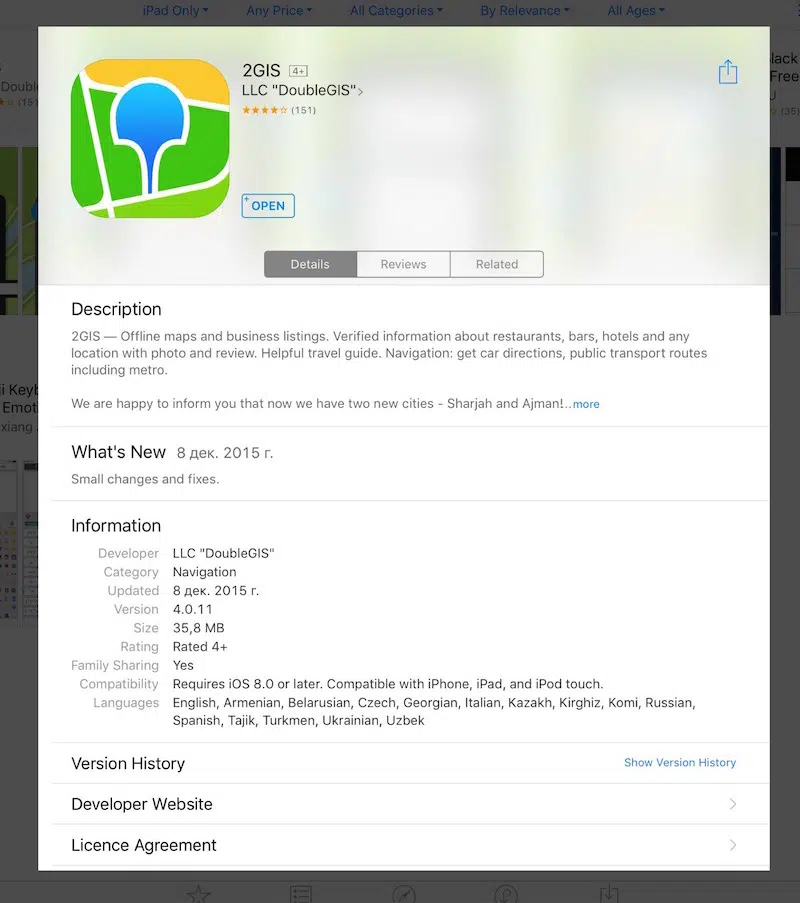 iPad Only
Any Price
All Categories
By Relevance
All Ages
2GIS 4+
LLC "DoubleGIS"
(151)
+ OPEN
Details
Reviews
Related
Description
2GIS — Offline maps and business listings. Verified information about restaurants, bars, hotels and any
location with photo and review. Helpful travel guide. Navigation: get car directions, public transport routes
including metro.
We are happy to inform you that now we have two new cities - Sharjah and Ajman!..more
What's New 8 дек. 2015 г.
Small changes and fixes.
Information
Developer LLC "DoubleGIS"
Category Navigation
Updated 8 дек. 2015 г.
Version 4.0.11
Size 35,8 MB
Rating Rated 4+
Family Sharing Yes
Compatibility Requires iOS 8.0 or later. Compatible with iPhone, iPad, and iPod touch.
Languages English, Armenian, Belarusian, Czech, Georgian, Italian, Kazakh, Kirghiz, Komi, Russian,
Spanish, Tajik, Turkmen, Ukrainian, Uzbek
Version History
Show Version History
Developer Website
Licence Agreement